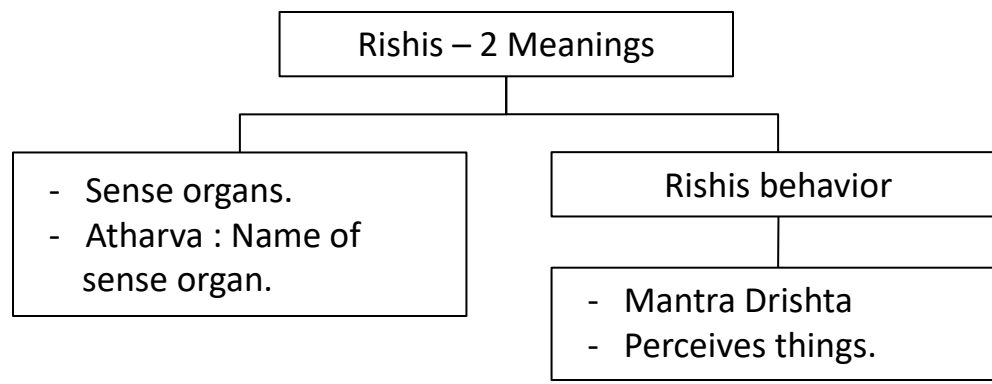 Rishis – 2 Meanings
- Sense organs.
- Atharva : Name of
sense organ.
Rishis behavior
- Mantra Drishta
- Perceives things.